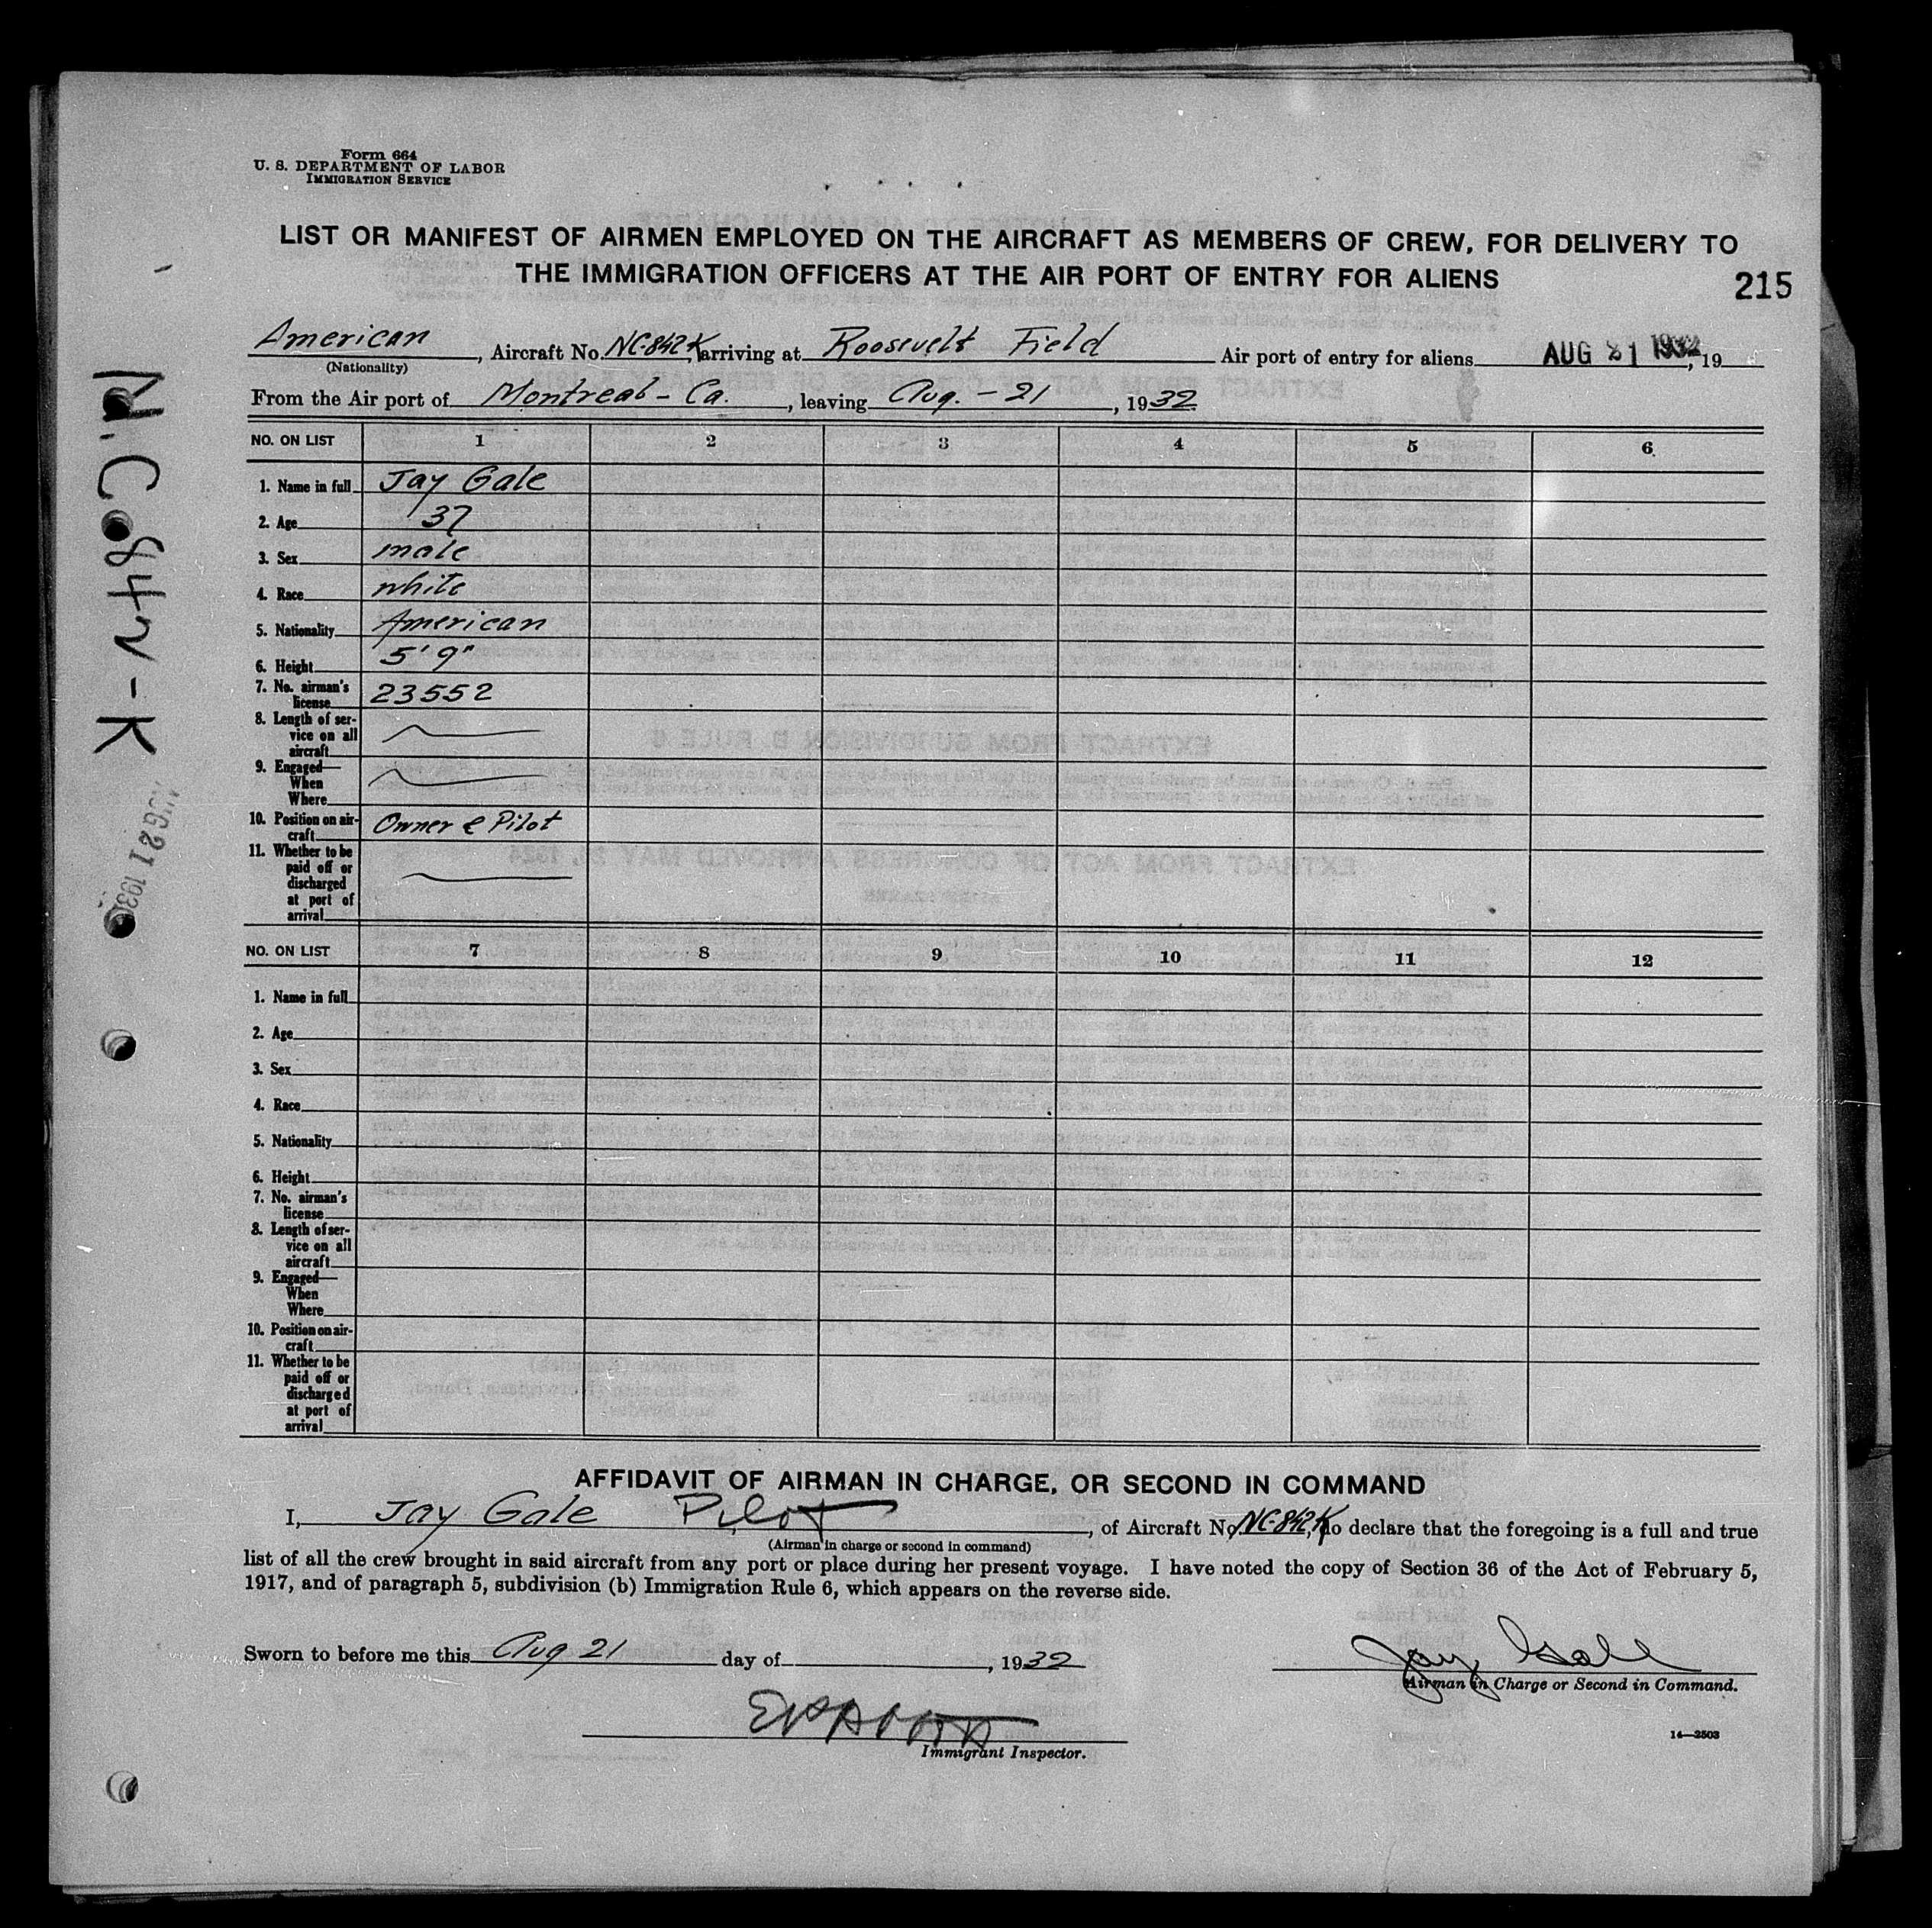 Form 664
U. S. DEPARTMENT OF LABOR
IMMIGRATION SERVICE
LIST OR MANIFEST OF AIRMEN EMPLOYED ON THE AIRCRAFT AS MEMBERS OF CREW, FOR DELIVERY TO
THE IMMIGRATION OFFICERS AT THE AIR PORT OF ENTRY FOR ALIENS
215
American, Aircraft No. NC-842K arriving at Roosevelt Field Air port of entry for aliens AUG 21 1932, 19
(Nationality)
From the Air port of Montreal - Ca., leaving Aug. - 21, 1932
NO. ON LIST 1 2 3 4 5 6
1. Name in full Jay Gale
2. Age 37
3. Sex male
4. Race white
5. Nationality American
6. Height 5' 9"
7. No. airman's
license 23552
8. Length of ser-
vice on all
aircraft
9. Engaged—
When
Where
10. Position on air-
craft Owner & Pilot
11. Whether to be
paid off or
discharged
at port of
arrival
NO. ON LIST 7 8 9 10 11 12
1. Name in full
2. Age
3. Sex
4. Race
5. Nationality
6. Height
7. No. airman's
license
8. Length of ser-
vice on all
aircraft
9. Engaged—
When
Where
10. Position on air-
craft
11. Whether to be
paid off or
discharged
at port of
arrival
AFFIDAVIT OF AIRMAN IN CHARGE, OR SECOND IN COMMAND
I, Jay Gale Pilot, of Aircraft No. NC-842K, do declare that the foregoing is a full and true
(Airman in charge or second in command)
list of all the crew brought in said aircraft from any port or place during her present voyage. I have noted the copy of Section 36 of the Act of February 5,
1917, and of paragraph 5, subdivision (b) Immigration Rule 6, which appears on the reverse side.
Sworn to before me this Aug 21 day of , 1932
Jay Gale
Airman in Charge or Second in Command.
Immigrant Inspector.
14—2503
N.C. 842-K
AUG 21 193